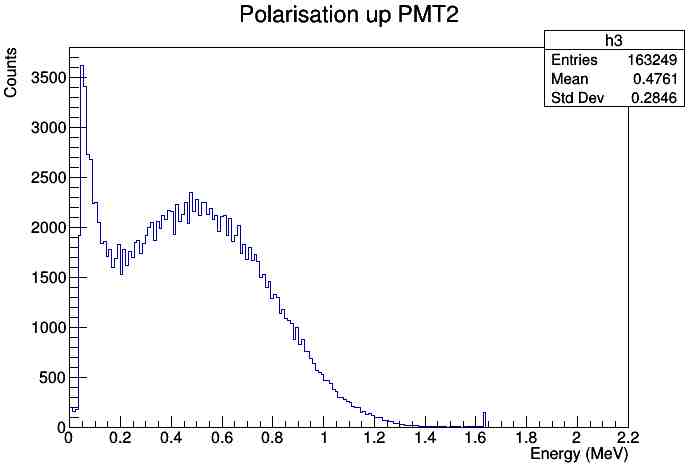 Polarisation up PMT2
h3
Entries 163249
Mean 0.4761
Std Dev 0.2846
Counts
3500
3000
2500
2000
1500
1000
500
0
0 0.2 0.4 0.6 0.8 1 1.2 1.4 1.6 1.8 2 2.2
Energy (MeV)